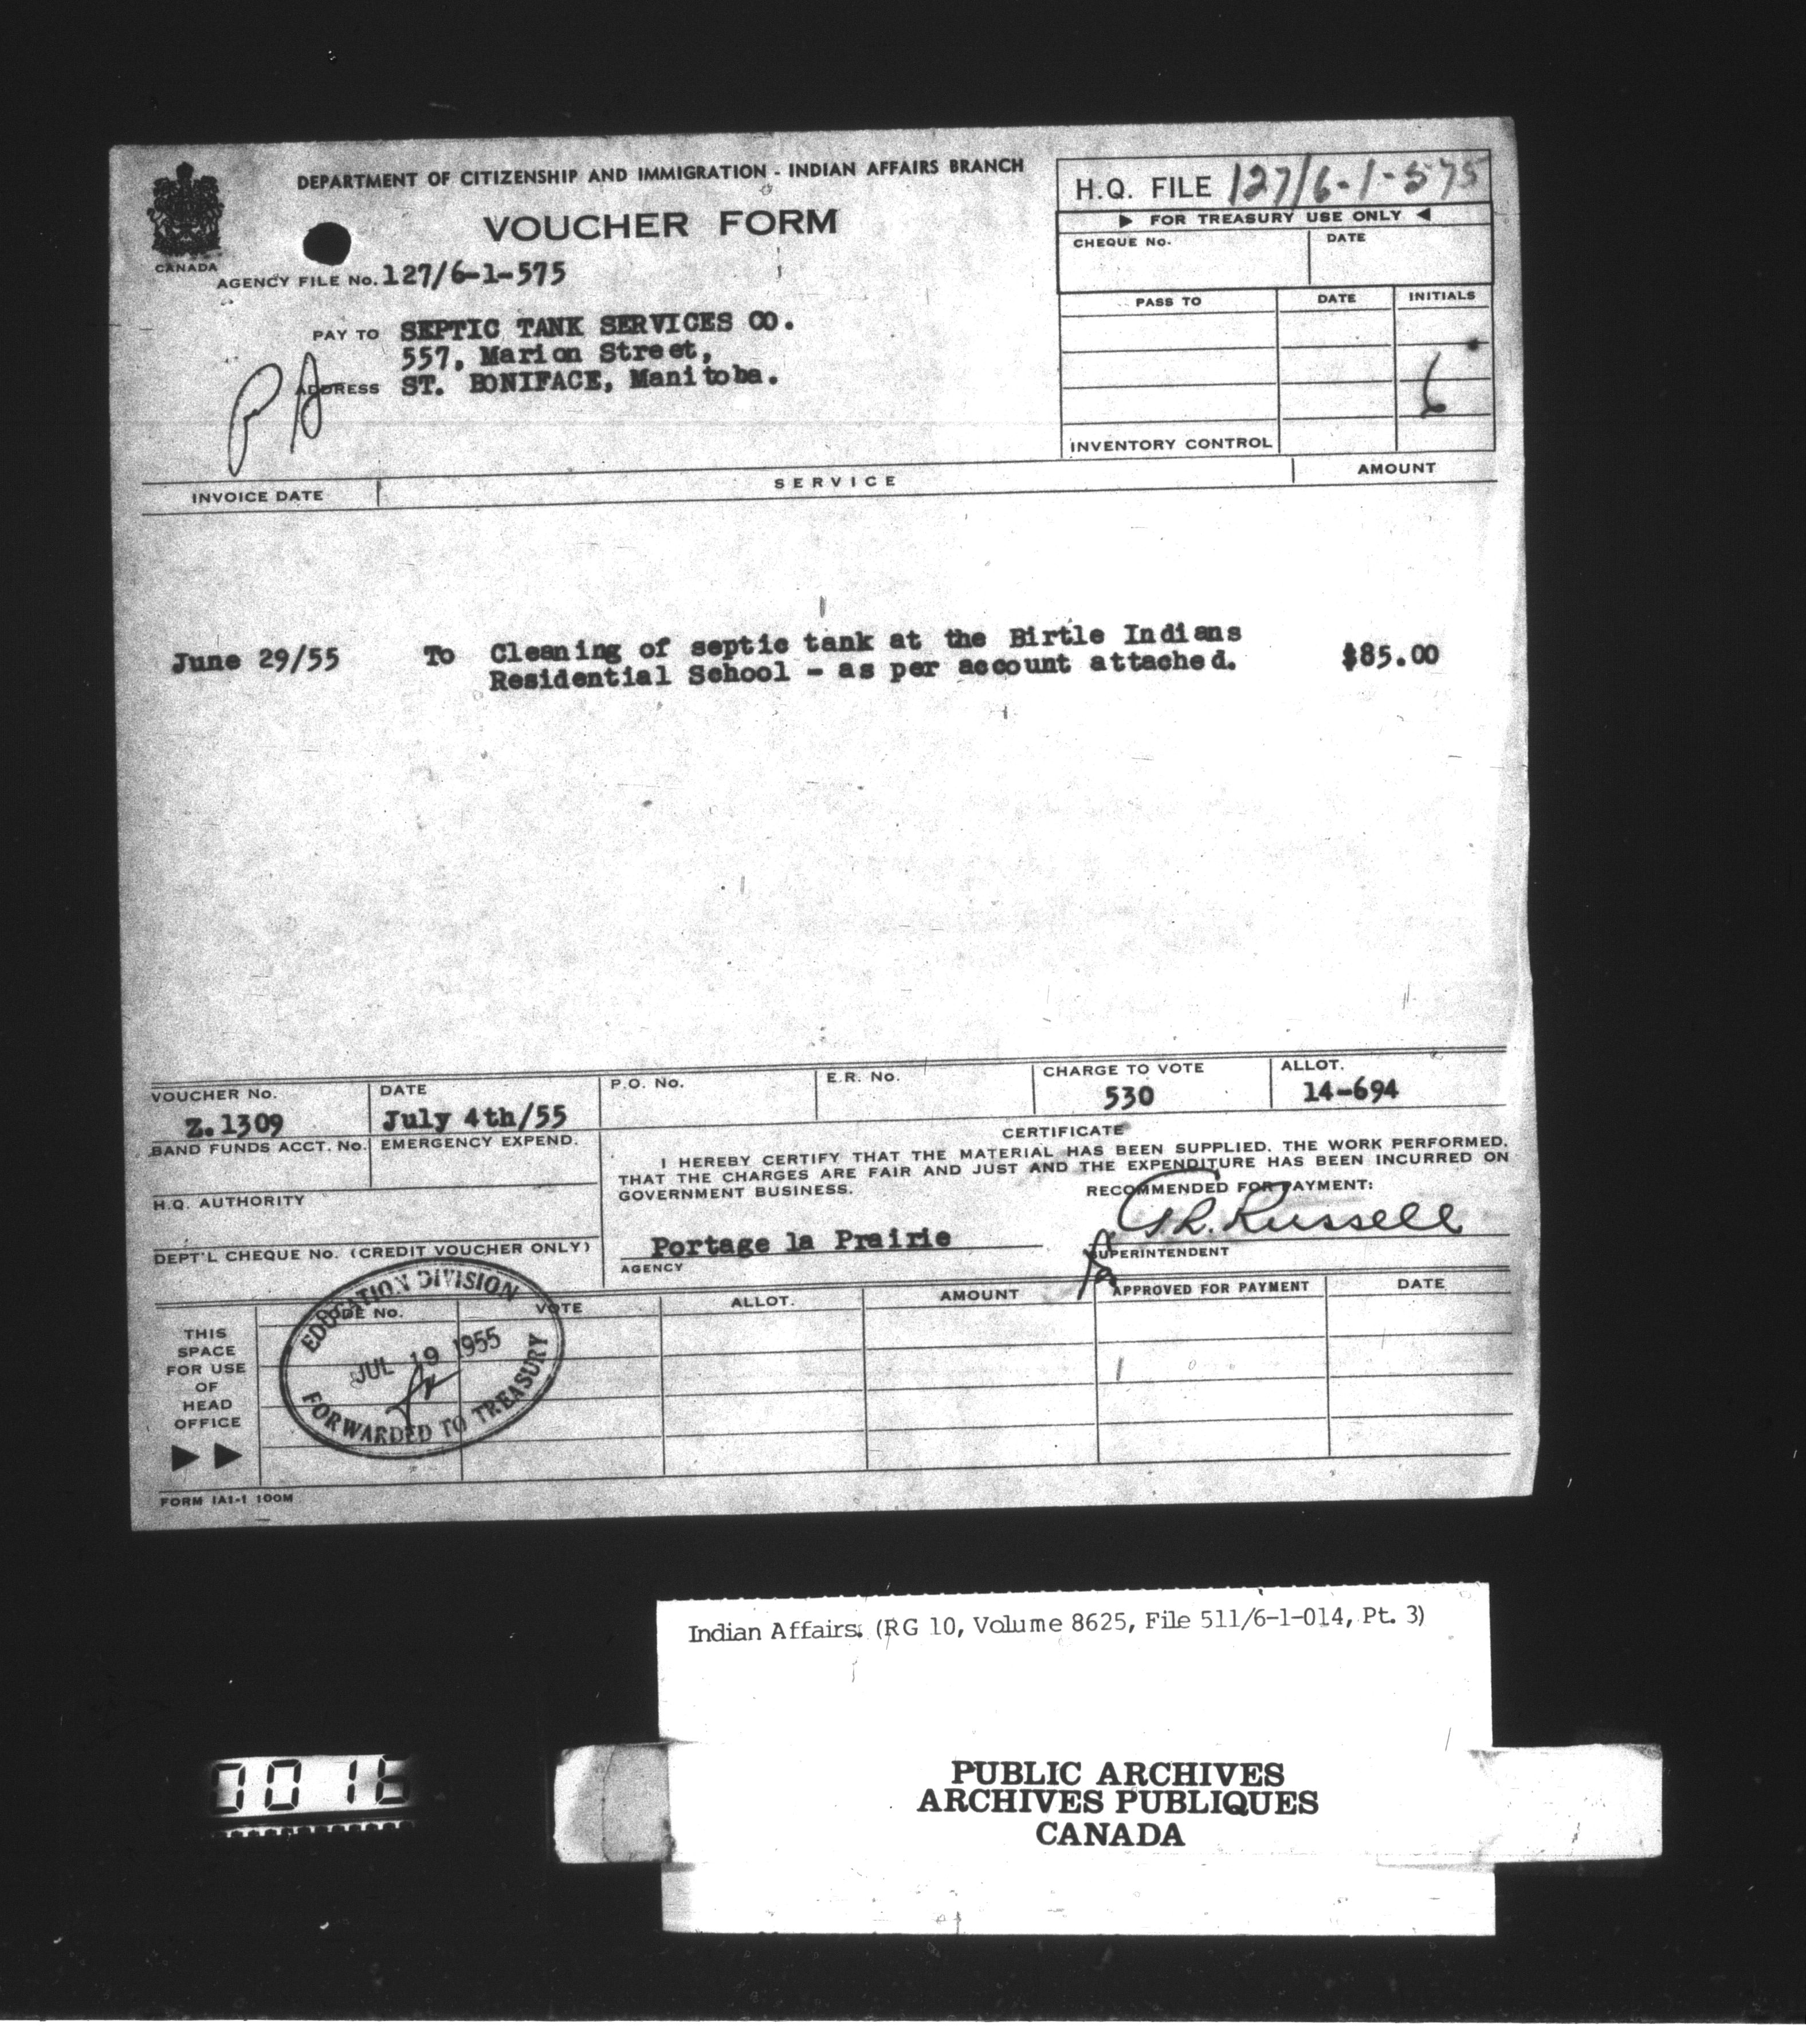 DEPARTMENT OF CITIZENSHIP AND IMMIGRATION - INDIAN AFFAIRS BRANCH
VOUCHER FORM
CANADA
AGENCY FILE No. 127/6-1-575
H.Q. FILE 127/6-1-575
FOR TREASURY USE ONLY
CHEQUE No. DATE
PASS TO DATE INITIALS
INVENTORY CONTROL
PAY TO SEPTIC TANK SERVICES CO.
557, Marion Street,
ADDRESS ST. BONIFACE, Manitoba.
INVOICE DATE SERVICE AMOUNT
June 29/55 To Cleaning of septic tank at the Birtle Indians $85.00
Residential School - as per account attached.
VOUCHER No. DATE P.O. No. E.R. No. CHARGE TO VOTE ALLOT.
Z.1309 July 4th/55 530 14-694
BAND FUNDS ACCT. No. EMERGENCY EXPEND.
H.Q. AUTHORITY
DEPT'L CHEQUE No. (CREDIT VOUCHER ONLY)
CERTIFICATE
I HEREBY CERTIFY THAT THE MATERIAL HAS BEEN SUPPLIED, THE WORK PERFORMED,
THAT THE CHARGES ARE FAIR AND JUST AND THE EXPENDITURE HAS BEEN INCURRED ON
GOVERNMENT BUSINESS.
RECOMMENDED FOR PAYMENT:
Russell
Portage la Prairie
AGENCY
SUPERINTENDENT
CODE No. VOTE ALLOT. AMOUNT APPROVED FOR PAYMENT DATE
THIS
SPACE
FOR USE
OF
HEAD
OFFICE
EDUCATION DIVISION
JUL 19 1955
FORWARDED TO TREASURY
FORM IA1-1 100M
Indian Affairs. (RG 10, Volume 8625, File 511/6-1-014, Pt. 3)
PUBLIC ARCHIVES
ARCHIVES PUBLIQUES
CANADA